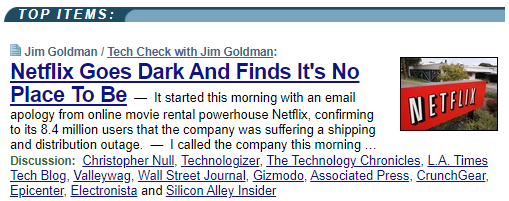 TOP ITEMS:
Jim Goldman / Tech Check with Jim Goldman:
Netflix Goes Dark And Finds It's No
Place To Be — It started this morning with an email
apology from online movie rental powerhouse Netflix, confirming
to its 8.4 million users that the company was suffering a shipping
and distribution outage. — I called the company this morning …
NETFLIX
Discussion: Christopher Null, Technologizer, The Technology Chronicles, L.A. Times
Tech Blog, Valleywag, Wall Street Journal, Gizmodo, Associated Press, CrunchGear,
Epicenter, Electronista and Silicon Alley Insider